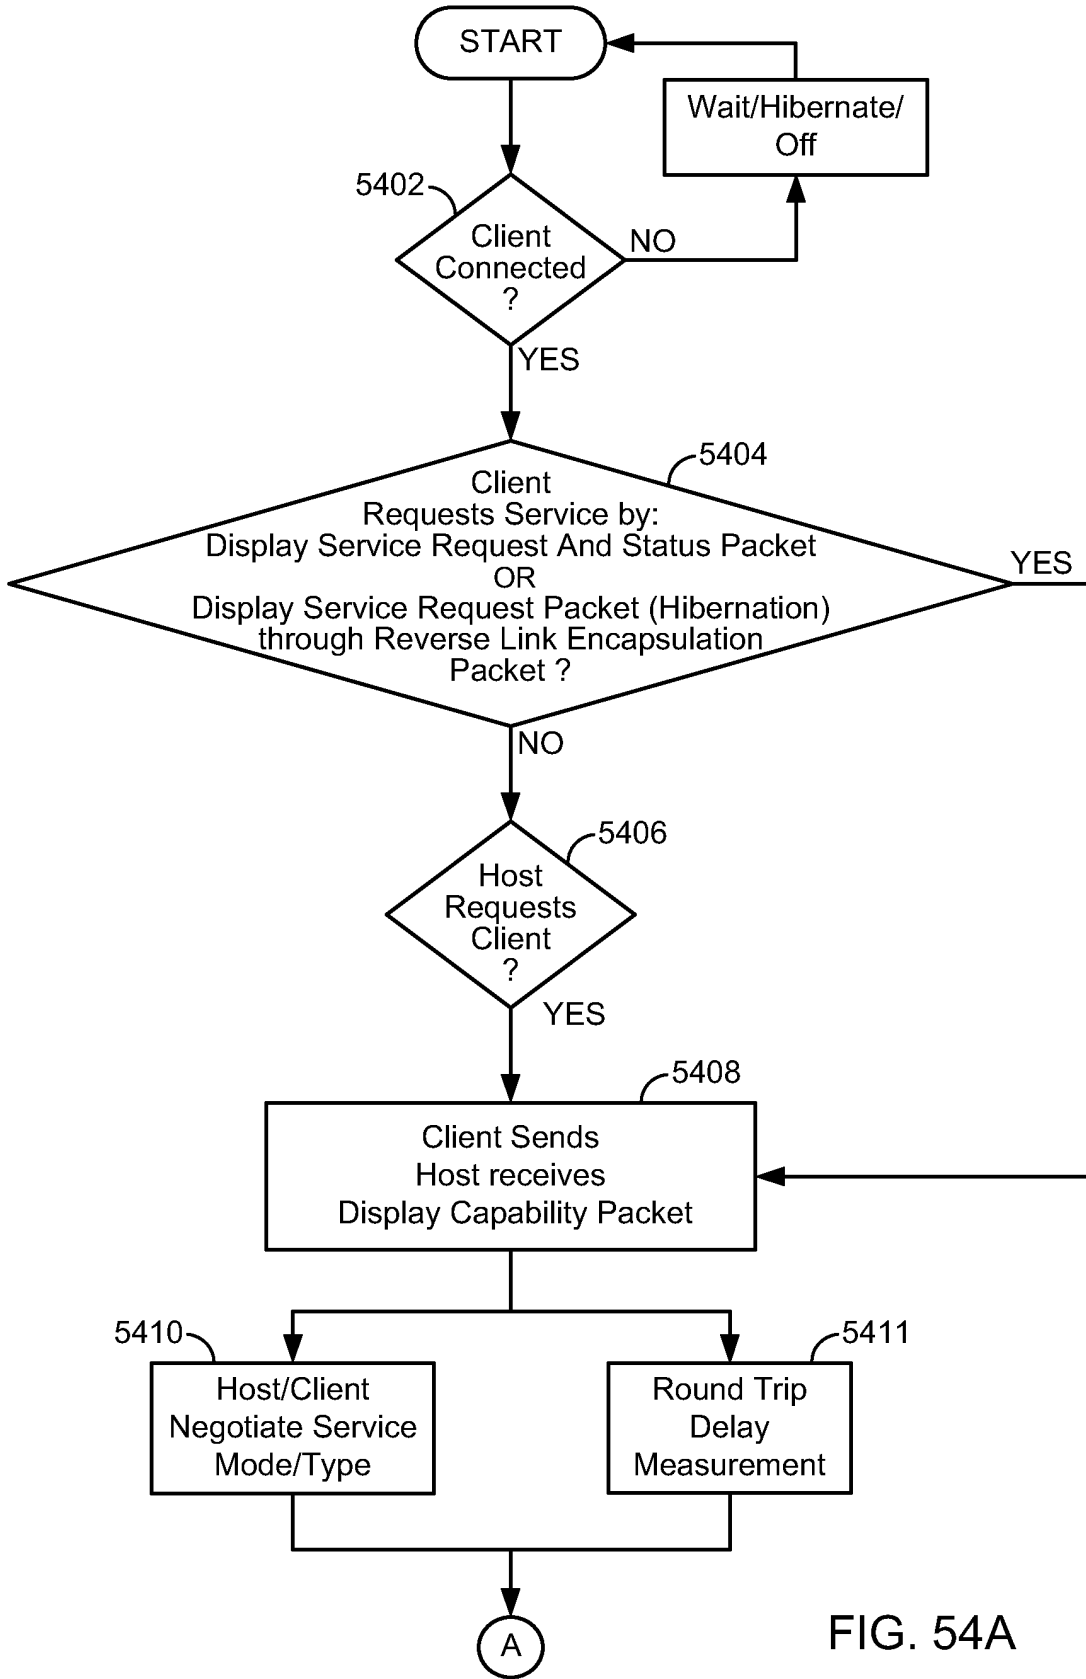 START
Wait/Hibernate/
Off
5402
Client
Connected
?
NO
YES
5404
Client
Requests Service by:
Display Service Request And Status Packet
OR
Display Service Request Packet (Hibernation)
through Reverse Link Encapsulation
Packet ?
YES
NO
5406
Host
Requests
Client
?
YES
5408
Client Sends
Host receives
Display Capability Packet
5410
Host/Client
Negotiate Service
Mode/Type
5411
Round Trip
Delay
Measurement
A
FIG. 54A